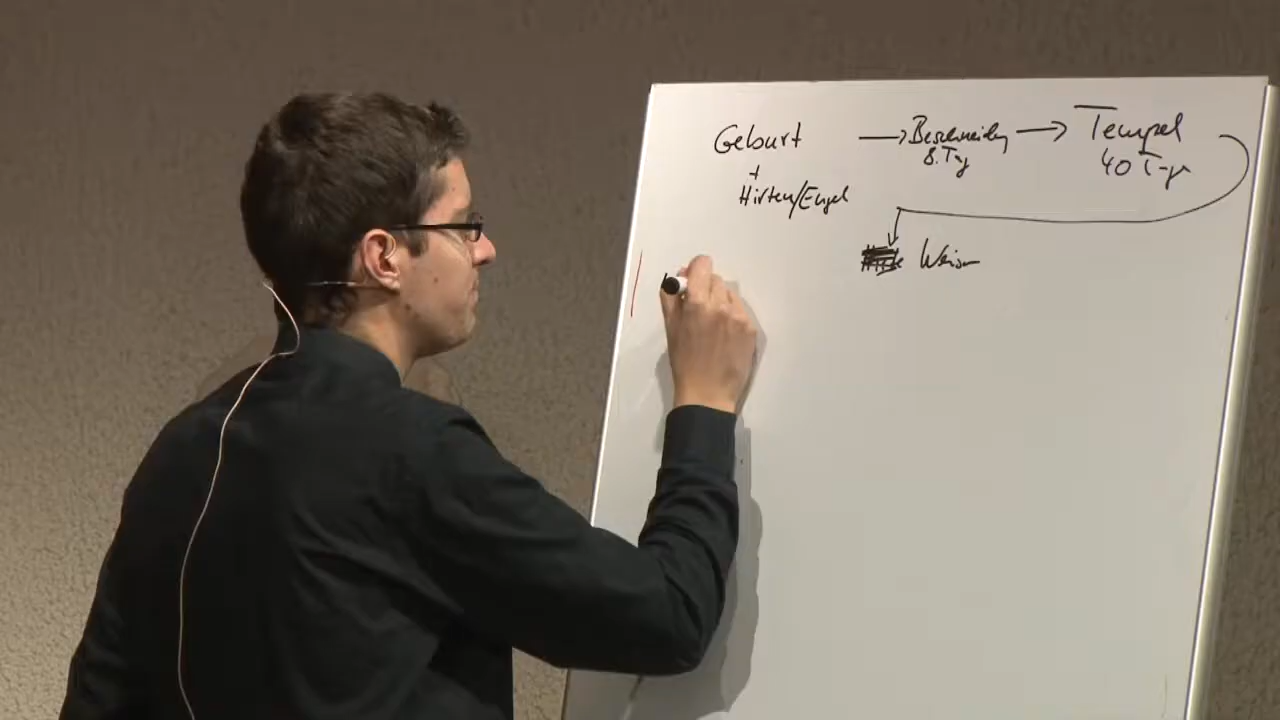 Geburt → Beschneidung → Tempel
8. Tag 40 Tage
+
Hirten/Engel
Weisen